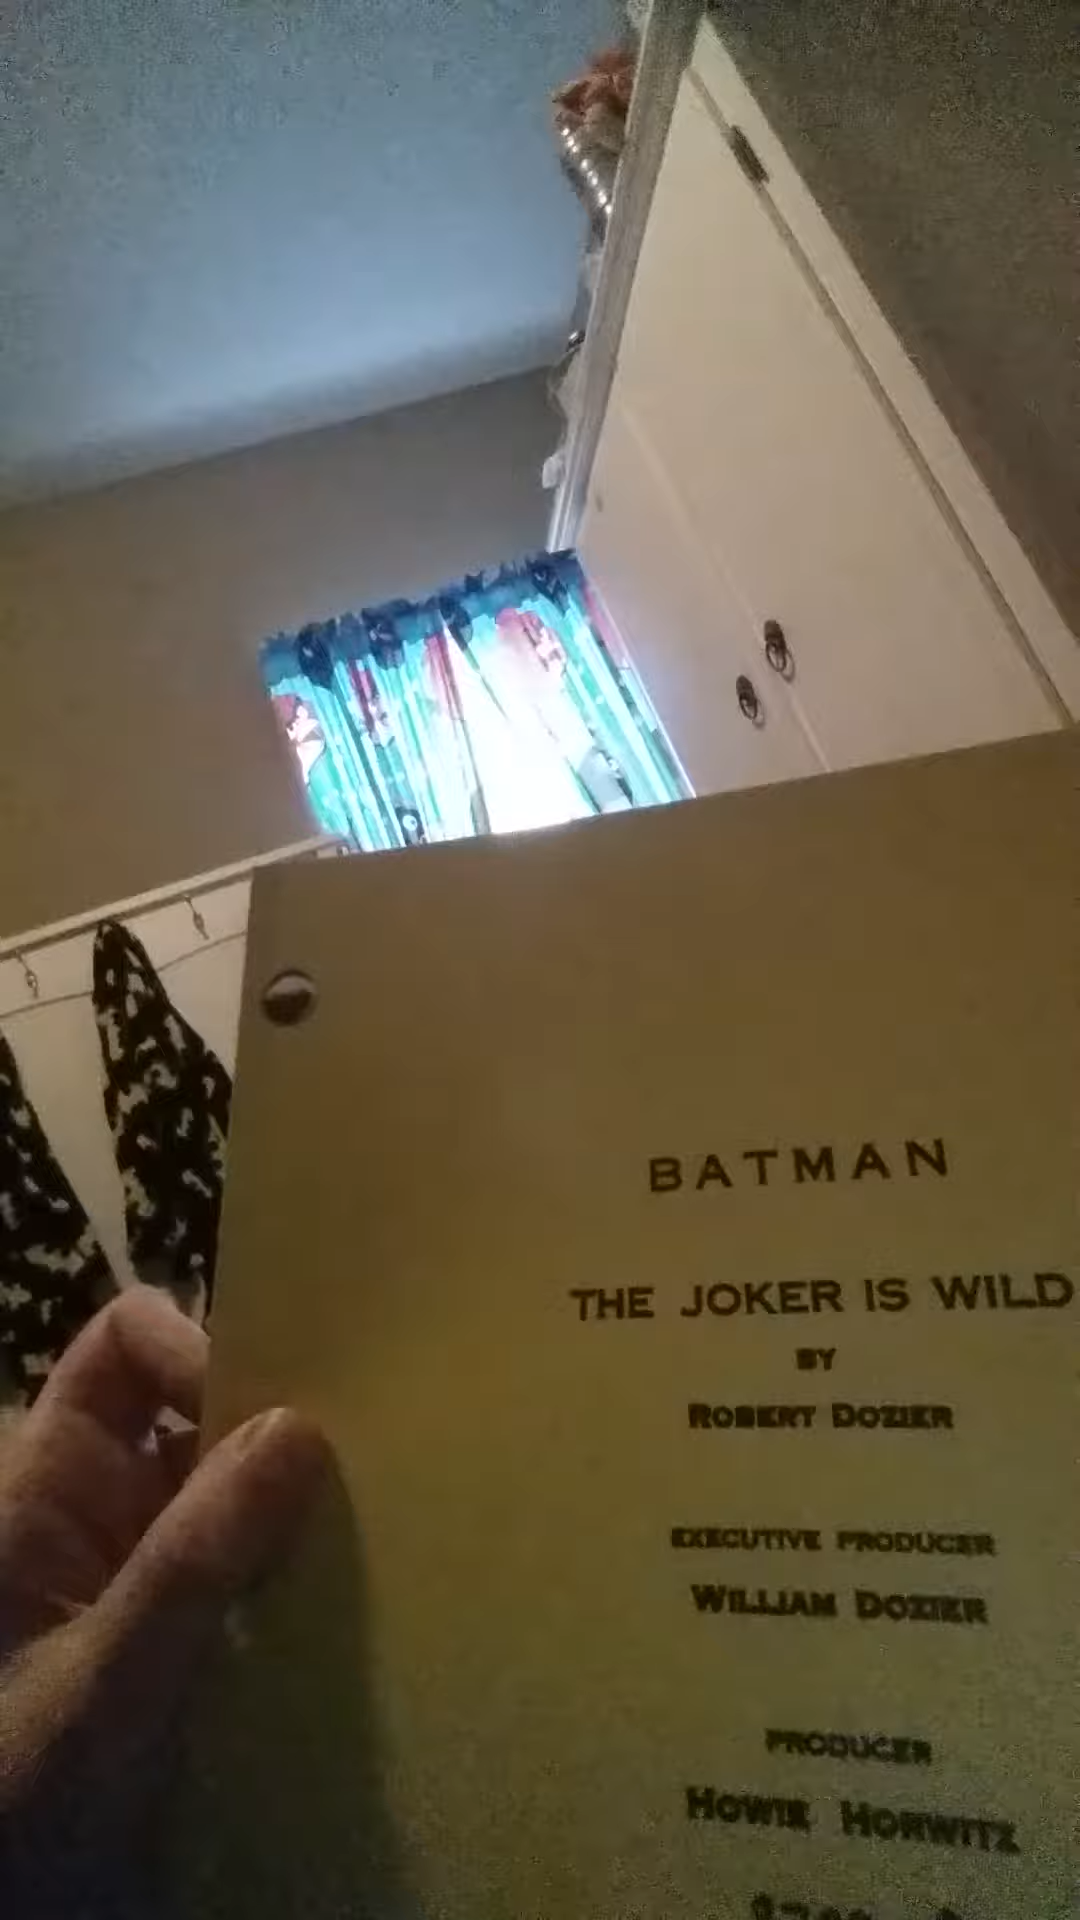 BATMAN
THE JOKER IS WILD
BY
ROBERT DOZIER
EXECUTIVE PRODUCER
WILLIAM DOZIER
PRODUCER
HOWIE HORWITZ